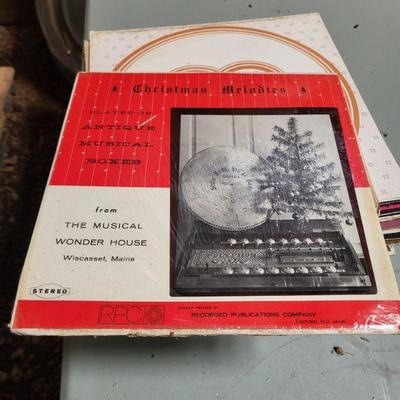 Christmas Melodies
PLAYED ON
ANTIQUE
MUSICAL
BOXES
from
THE MUSICAL
WONDER HOUSE
Wiscasset, Maine
STEREO
RPC
RECORDED PUBLICATIONS COMPANY
Camden, N.J.